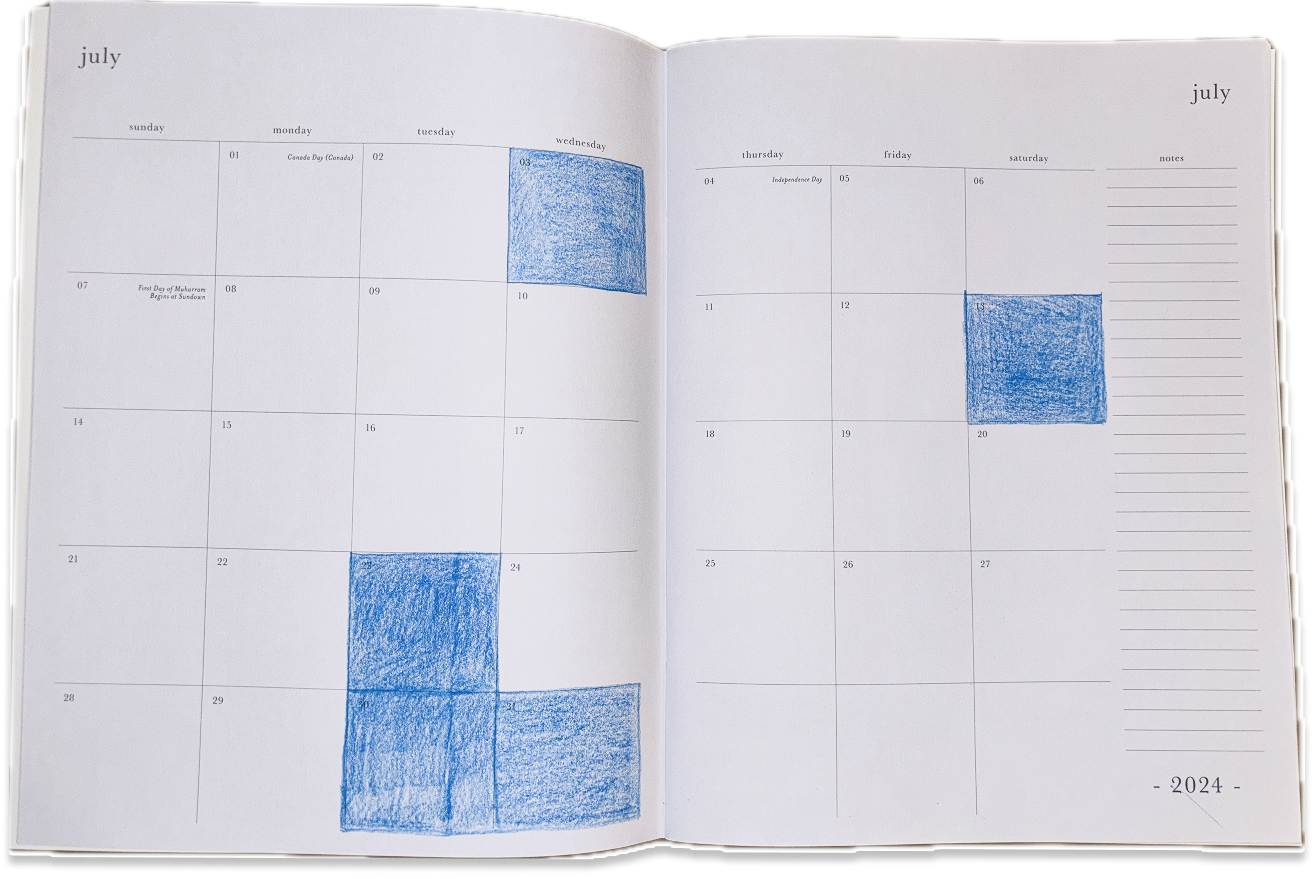 july
july
sunday
monday
tuesday
wednesday
thursday
friday
saturday
notes
01
Canada Day (Canada)
02
03
04
Independence Day
05
06
07
First Day of Muharram
Begins at Sundown
08
09
10
11
12
13
14
15
16
17
18
19
20
21
22
23
24
25
26
27
28
29
30
31
- 2024 -